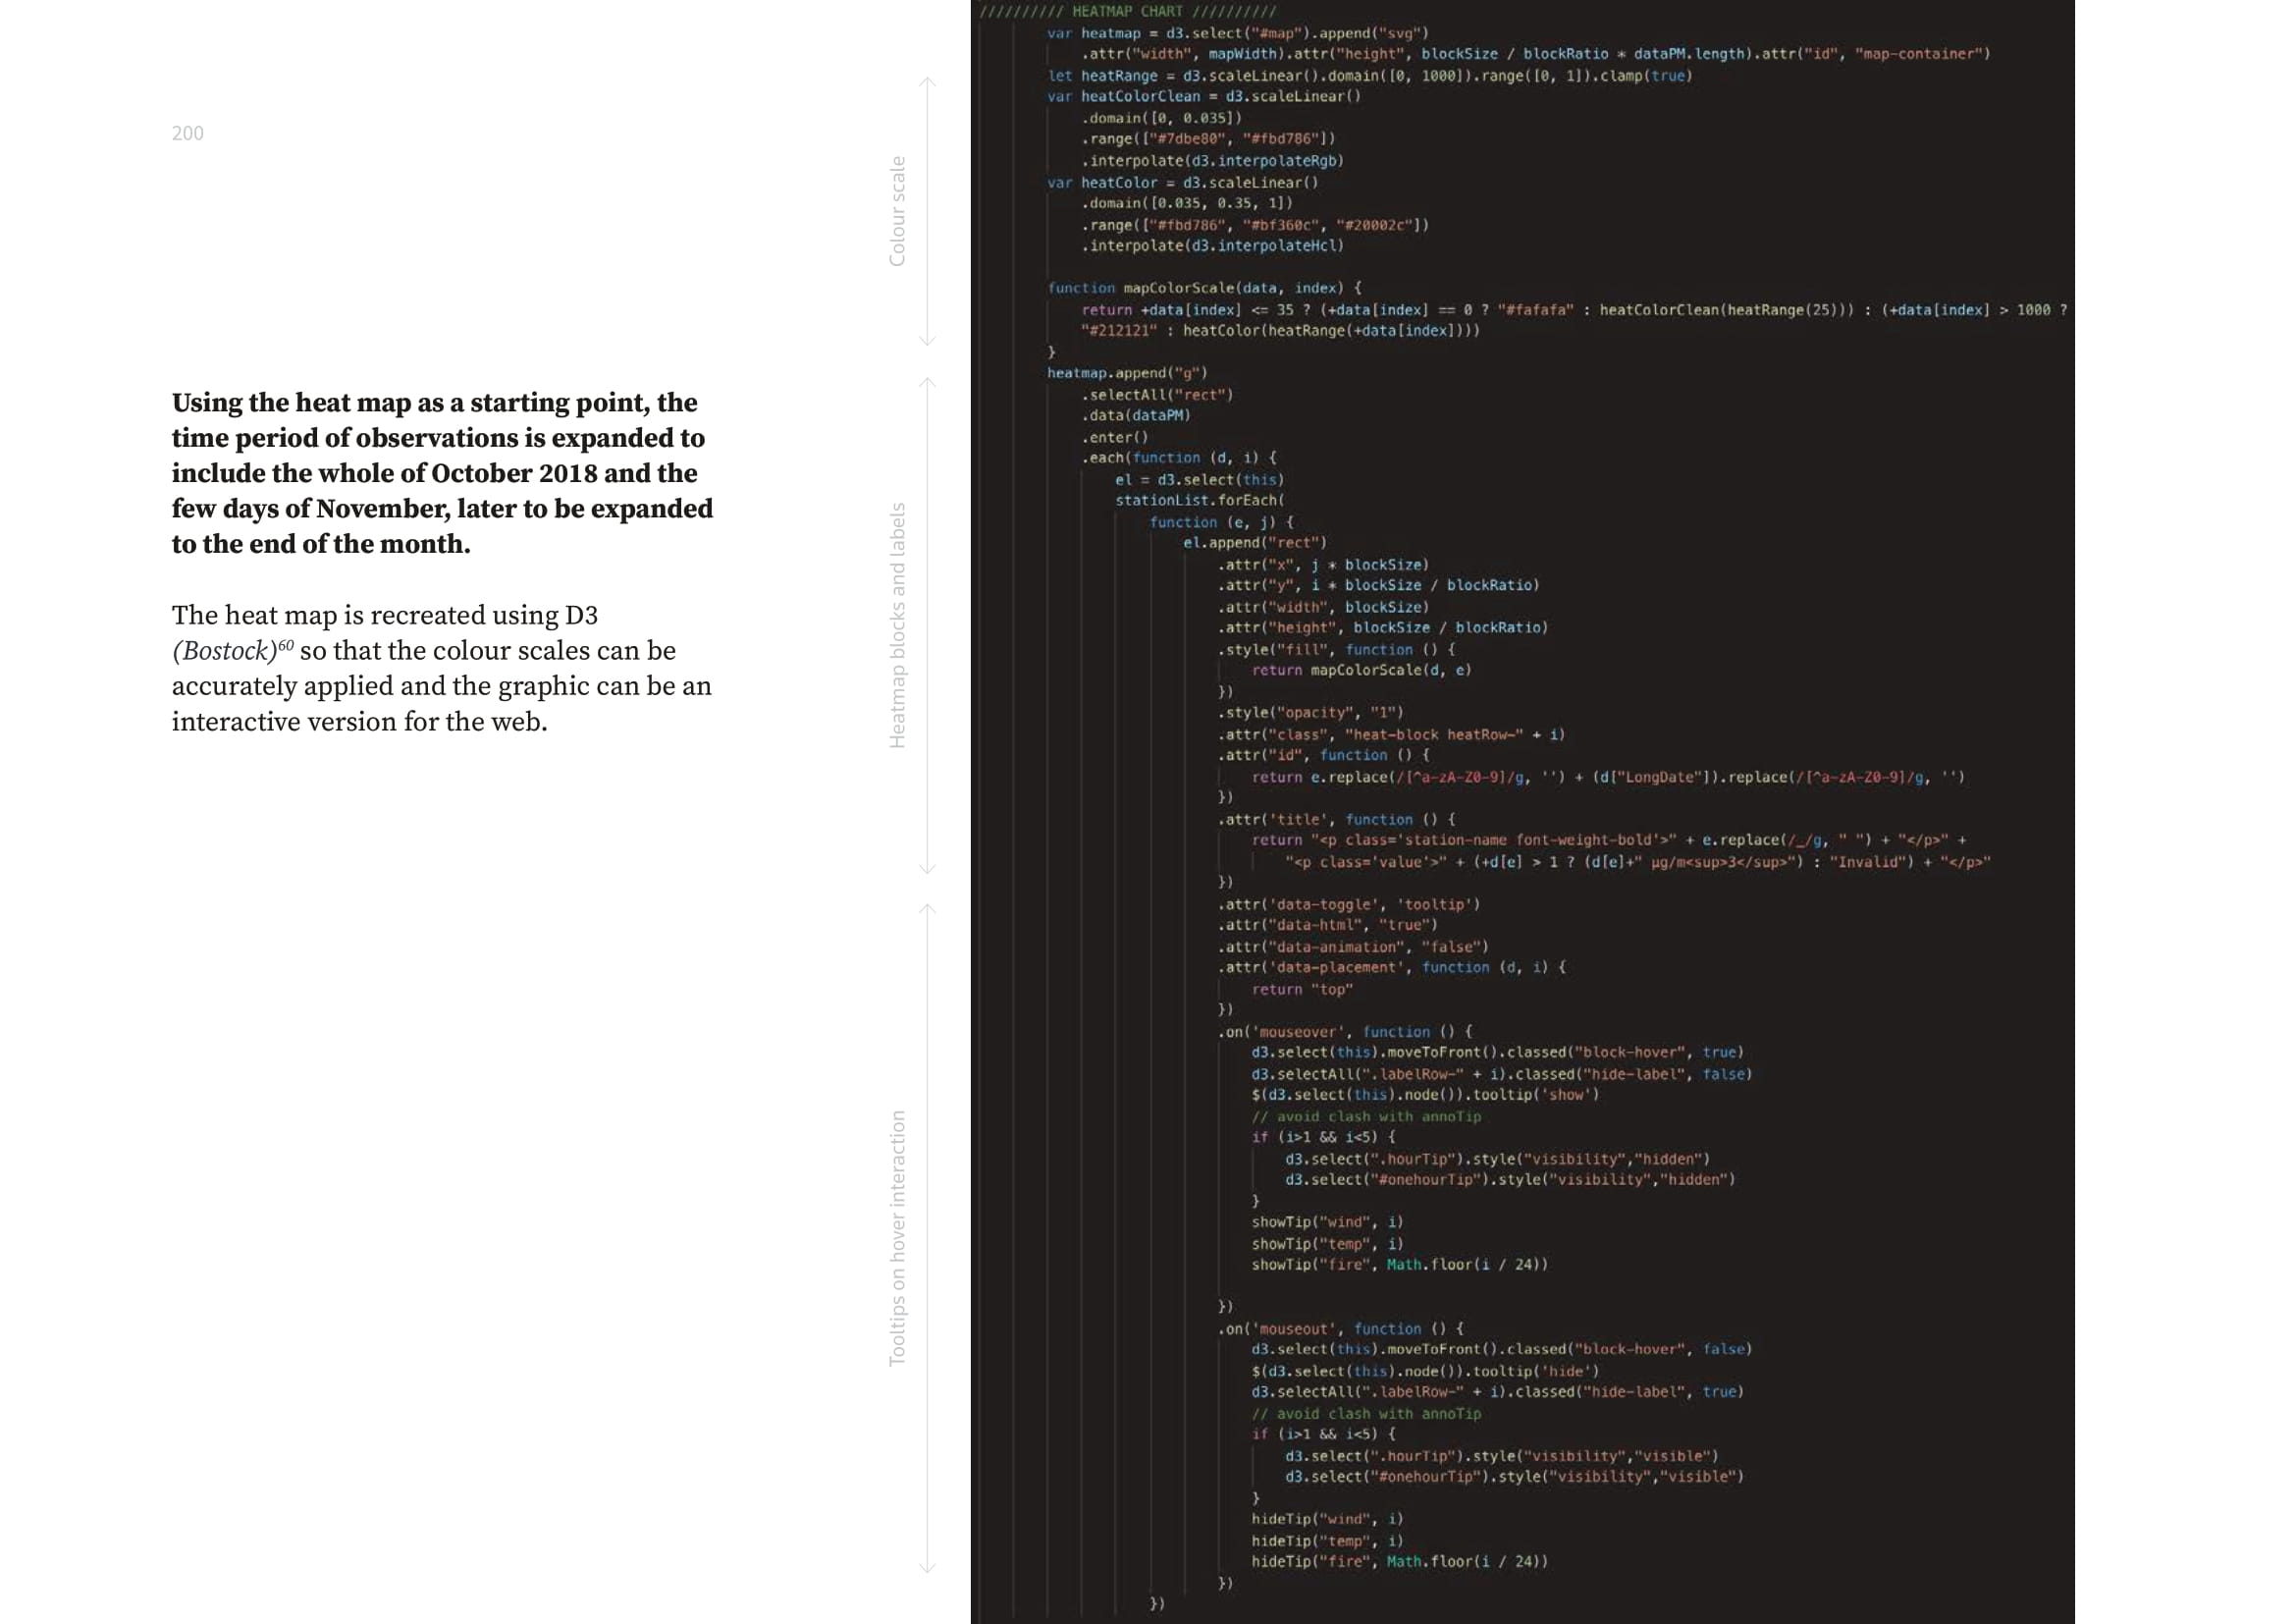 200
Using the heat map as a starting point, the
time period of observations is expanded to
include the whole of October 2018 and the
few days of November, later to be expanded
to the end of the month.
The heat map is recreated using D3
(Bostock)60 so that the colour scales can be
accurately applied and the graphic can be an
interactive version for the web.
Colour scale
Heatmap blocks and labels
Tooltips on hover interaction
////////// HEATMAP CHART //////////
var heatmap = d3.select("#map").append("svg")
.attr("width", mapWidth).attr("height", blockSize / blockRatio * dataPM.length).attr("id", "map-container")
let heatRange = d3.scaleLinear().domain([0, 1000]).range([0, 1]).clamp(true)
var heatColorClean = d3.scaleLinear()
.domain([0, 0.035])
.range(["#7dbe80", "#fbd786"])
.interpolate(d3.interpolateRgb)
var heatColor = d3.scaleLinear()
.domain([0.035, 0.35, 1])
.range(["#fbd786", "#bf360c", "#20002c"])
.interpolate(d3.interpolateHcl)
function mapColorScale(data, index) {
return +data[index] <= 35 ? (+data[index] == 0 ? "#fafafa" : heatColorClean(heatRange(25))) : (+data[index] > 1000 ?
"#212121" : heatColor(heatRange(+data[index])))
}
heatmap.append("g")
.selectAll("rect")
.data(dataPM)
.enter()
.each(function (d, i) {
el = d3.select(this)
stationList.forEach(
function (e, j) {
el.append("rect")
.attr("x", j * blockSize)
.attr("y", i * blockSize / blockRatio)
.attr("width", blockSize)
.attr("height", blockSize / blockRatio)
.style("fill", function () {
return mapColorScale(d, e)
})
.style("opacity", "1")
.attr("class", "heat-block heatRow-" + i)
.attr("id", function () {
return e.replace(/[^a-zA-Z0-9]/g, '') + (d["LongDate"]).replace(/[^a-zA-Z0-9]/g, '')
})
.attr('title', function () {
return "<p class='station-name font-weight-bold'>" + e.replace(/_/g, " ") + "</p>" +
"<p class='value'>" + (+d[e] > 1 ? (d[e]+" µg/m<sup>3</sup>") : "Invalid") + "</p>"
})
.attr('data-toggle', 'tooltip')
.attr("data-html", "true")
.attr("data-animation", "false")
.attr('data-placement', function (d, i) {
return "top"
})
.on('mouseover', function () {
d3.select(this).moveToFront().classed("block-hover", true)
d3.selectAll(".labelRow-" + i).classed("hide-label", false)
$(d3.select(this).node()).tooltip('show')
// avoid clash with annoTip
if (i>1 && i<5) {
d3.select(".hourTip").style("visibility","hidden")
d3.select("#onehourTip").style("visibility","hidden")
}
showTip("wind", i)
showTip("temp", i)
showTip("fire", Math.floor(i / 24))
})
.on('mouseout', function () {
d3.select(this).moveToFront().classed("block-hover", false)
$(d3.select(this).node()).tooltip('hide')
d3.selectAll(".labelRow-" + i).classed("hide-label", true)
// avoid clash with annoTip
if (i>1 && i<5) {
d3.select(".hourTip").style("visibility","visible")
d3.select("#onehourTip").style("visibility","visible")
}
hideTip("wind", i)
hideTip("temp", i)
hideTip("fire", Math.floor(i / 24))
})
})